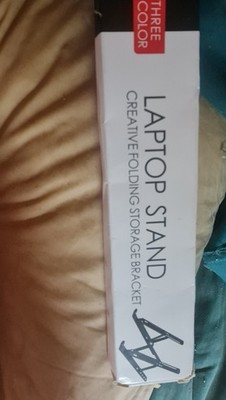 THREE
COLOR
LAPTOP STAND
CREATIVE FOLDING STORAGE BRACKET